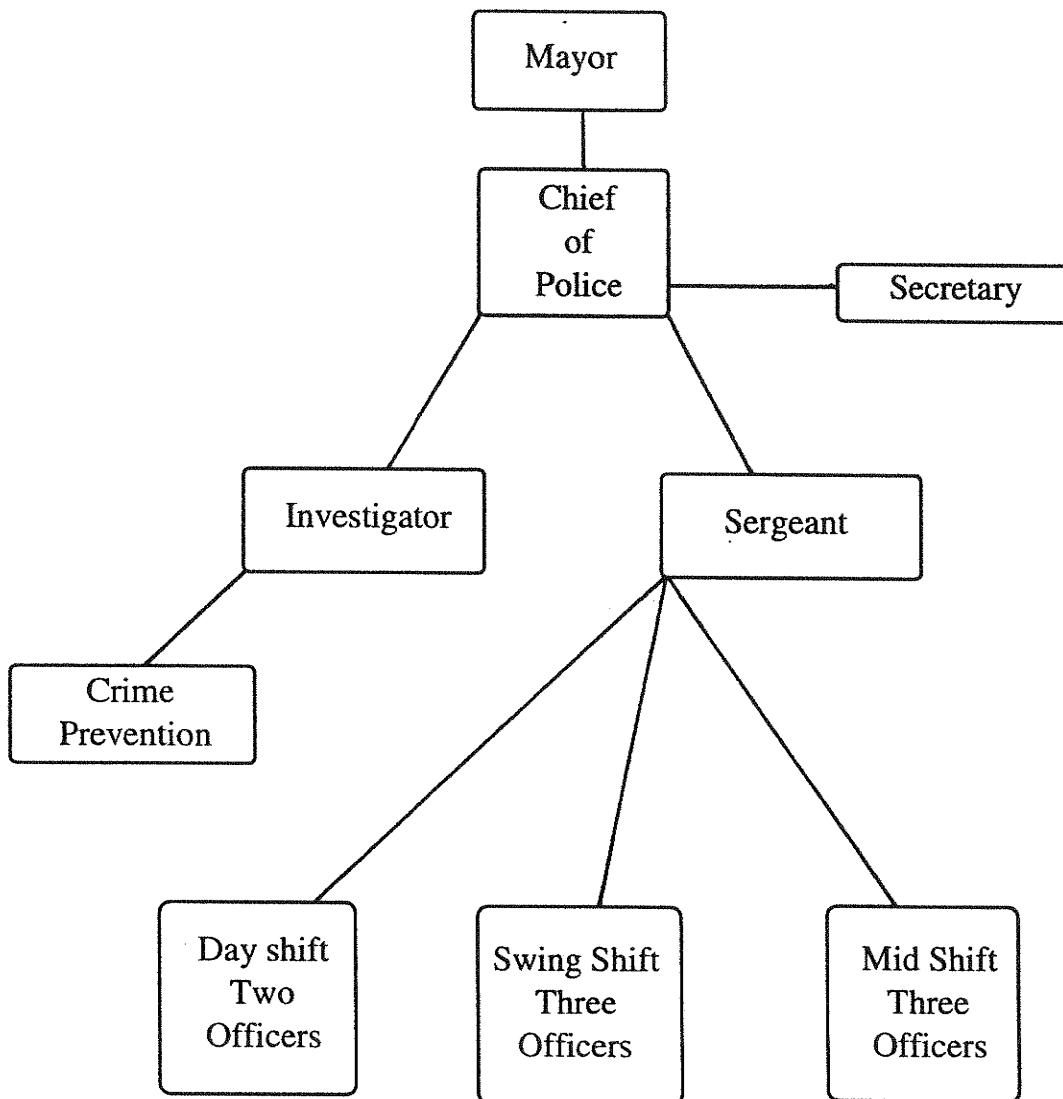 Mayor
Chief
of
Police
Secretary
Investigator
Sergeant
Crime
Prevention
Day shift
Two
Officers
Swing Shift
Three
Officers
Mid Shift
Three
Officers